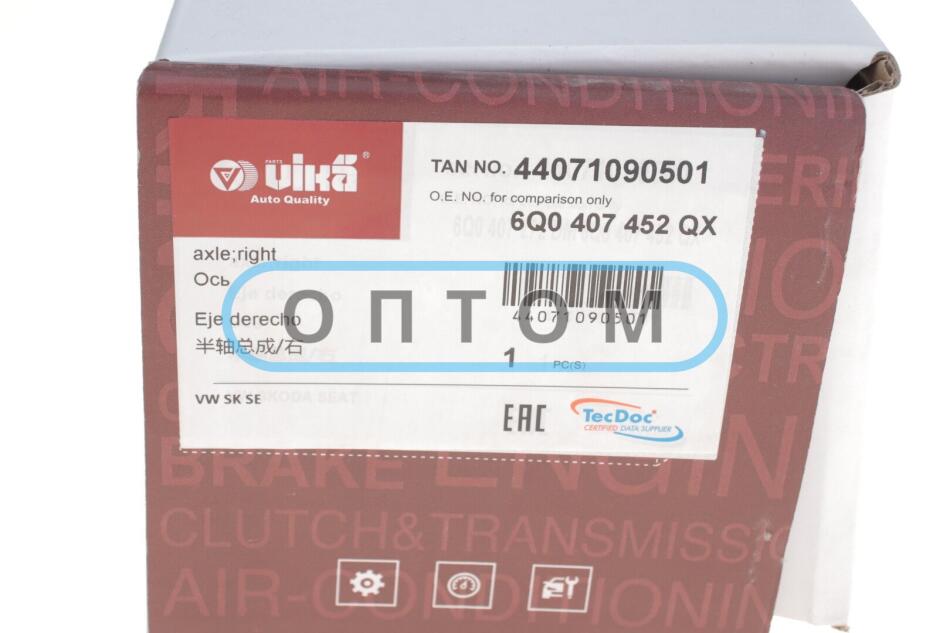 AIR-CONDITIONIN
PARTS
vika®
Auto Quality
TAN NO. 44071090501
O.E. NO. for comparison only
6Q0 407 452 QX
axle;right
Ось
Eje derecho
半轴总成/右
44071090501
ОПТОМ
1 PC(S)
VW SK SE
EAC
TecDoc
CERTIFIED DATA SUPPLIER
BRAKE ENGIN
CLUTCH&TRANSMISSIO
AIR-CONDITIONIN